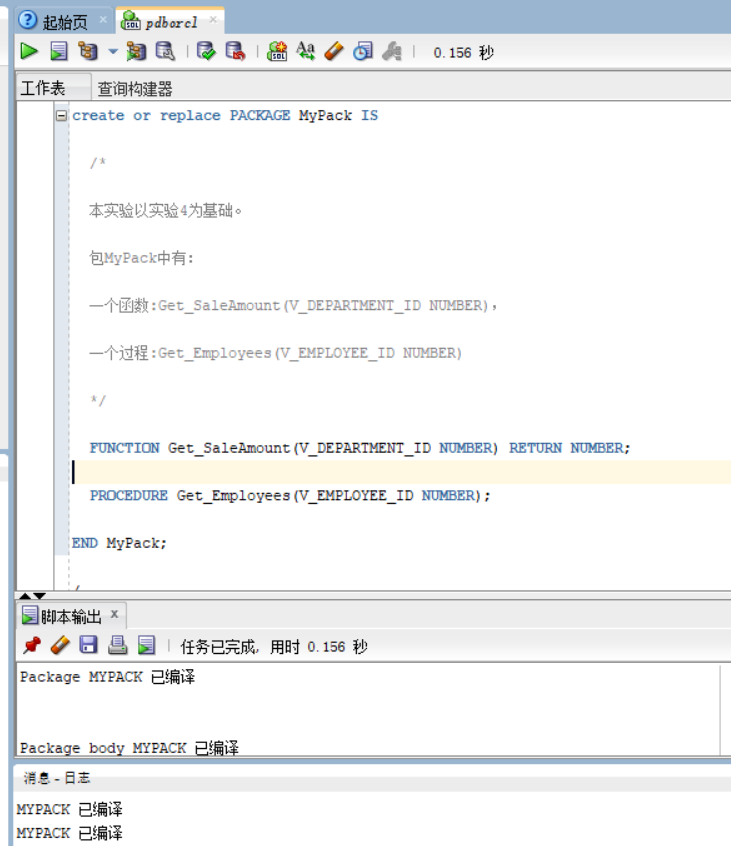 起始页
pdborcl
0.156 秒
工作表
查询构建器
create or replace PACKAGE MyPack IS
/*
本实验以实验4为基础。
包MyPack中有:
一个函数:Get_SaleAmount(V_DEPARTMENT_ID NUMBER)，
一个过程:Get_Employees(V_EMPLOYEE_ID NUMBER)
*/
FUNCTION Get_SaleAmount(V_DEPARTMENT_ID NUMBER) RETURN NUMBER;
PROCEDURE Get_Employees(V_EMPLOYEE_ID NUMBER);
END MyPack;
/
脚本输出
任务已完成, 用时 0.156 秒
Package MYPACK 已编译
Package body MYPACK 已编译
消息 - 日志
MYPACK 已编译
MYPACK 已编译